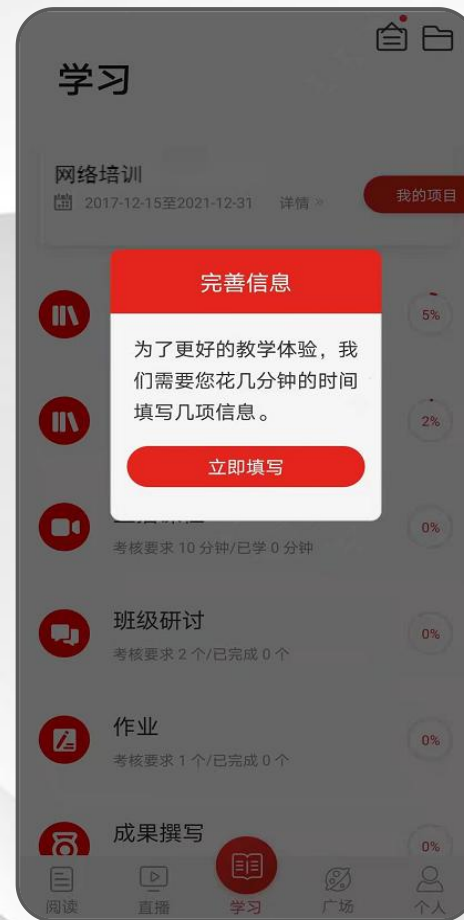 学习
网络培训
2017-12-15至2021-12-31 详情 »
我的项目
完善信息
为了更好的教学体验，我
们需要您花几分钟的时间
填写几项信息。
立即填写
5%
2%
考核要求 10 分钟/已学 0 分钟
0%
班级研讨
考核要求 2 个/已完成 0 个
0%
作业
考核要求 1 个/已完成 0 个
0%
成果撰写
0%
阅读 直播 学习 广场 个人